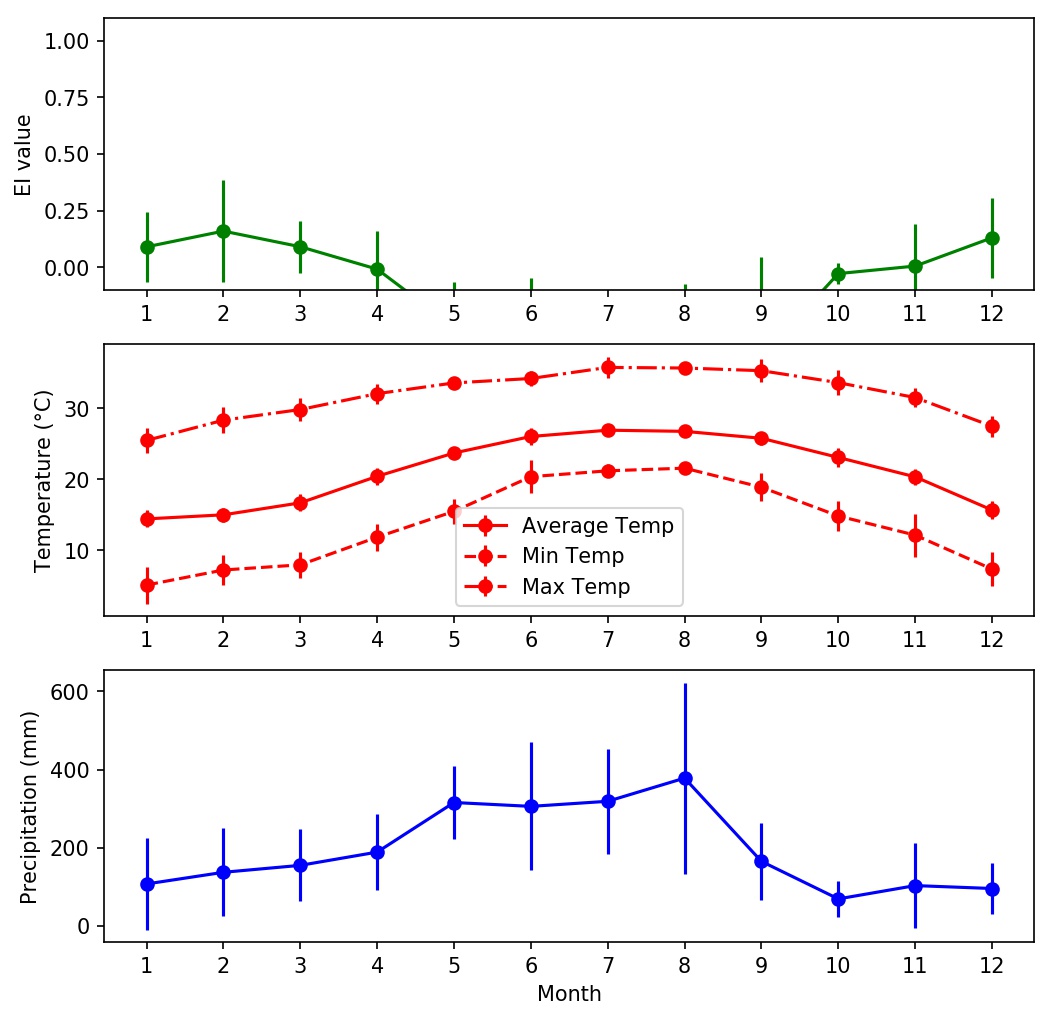 EI value
1.00
0.75
0.50
0.25
0.00
1 2 3 4 5 6 7 8 9 10 11 12
Temperature (°C)
30
20
10
Average Temp
Min Temp
Max Temp
1 2 3 4 5 6 7 8 9 10 11 12
Precipitation (mm)
600
400
200
0
1 2 3 4 5 6 7 8 9 10 11 12
Month